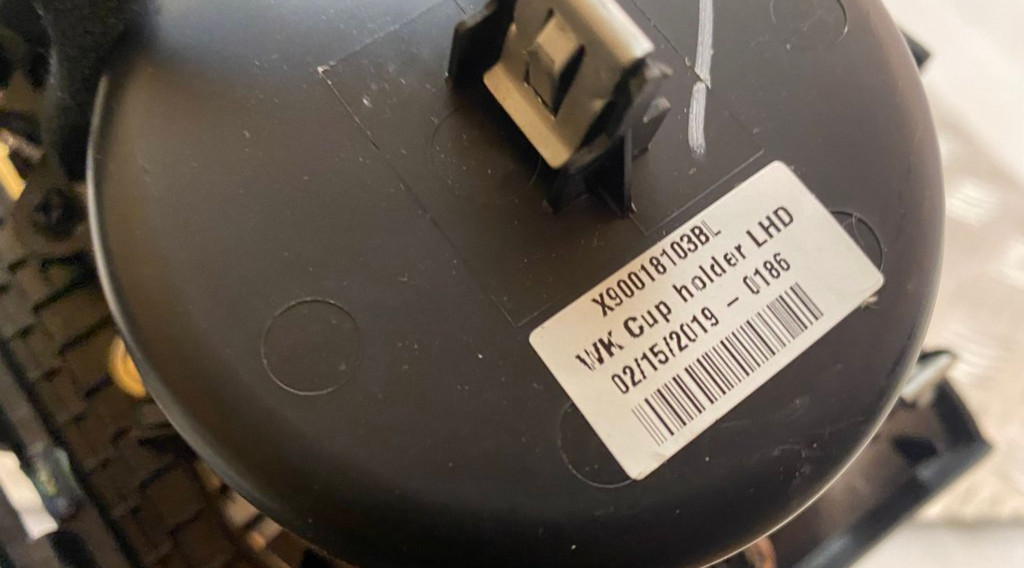 X90018103BL
WK Cup holder LHD
02/15/2019 - 0186